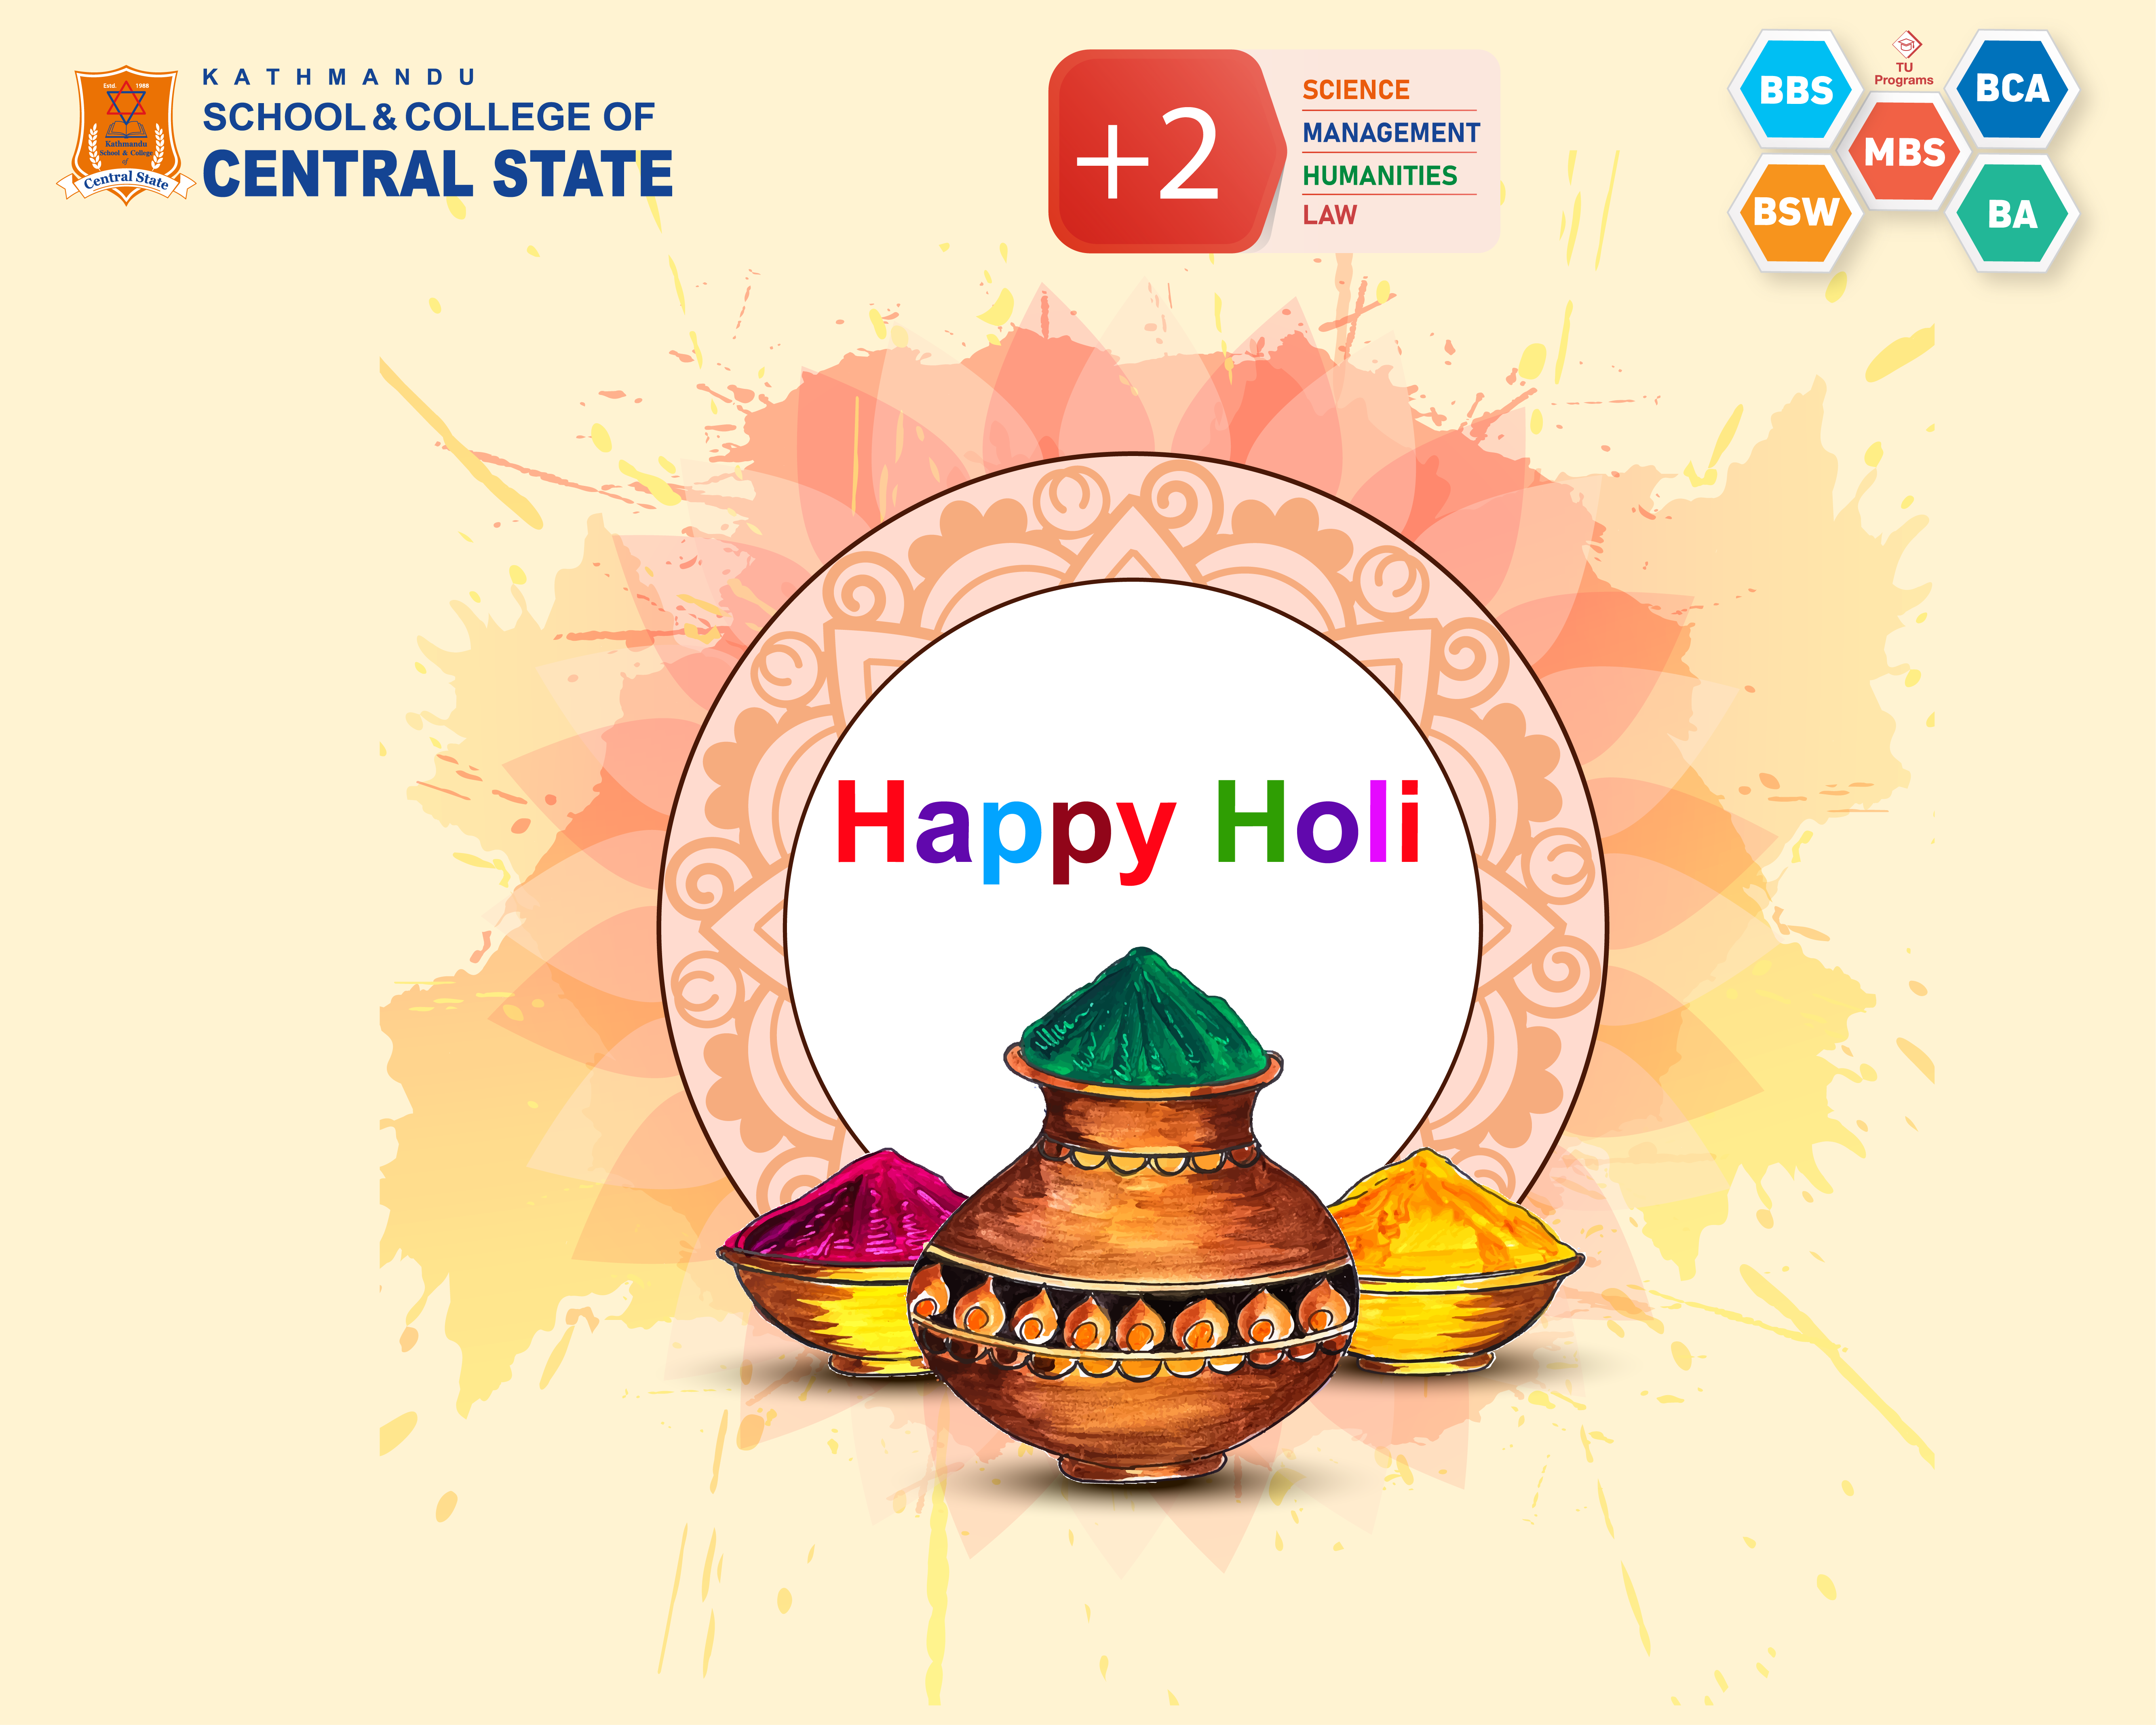 Estd. 1988
Kathmandu
School & College
of
Central State
KATHMANDU
SCHOOL & COLLEGE OF
CENTRAL STATE
+2
SCIENCE
MANAGEMENT
HUMANITIES
LAW
TU
Programs
BBS
BCA
MBS
BSW
BA
Happy Holi